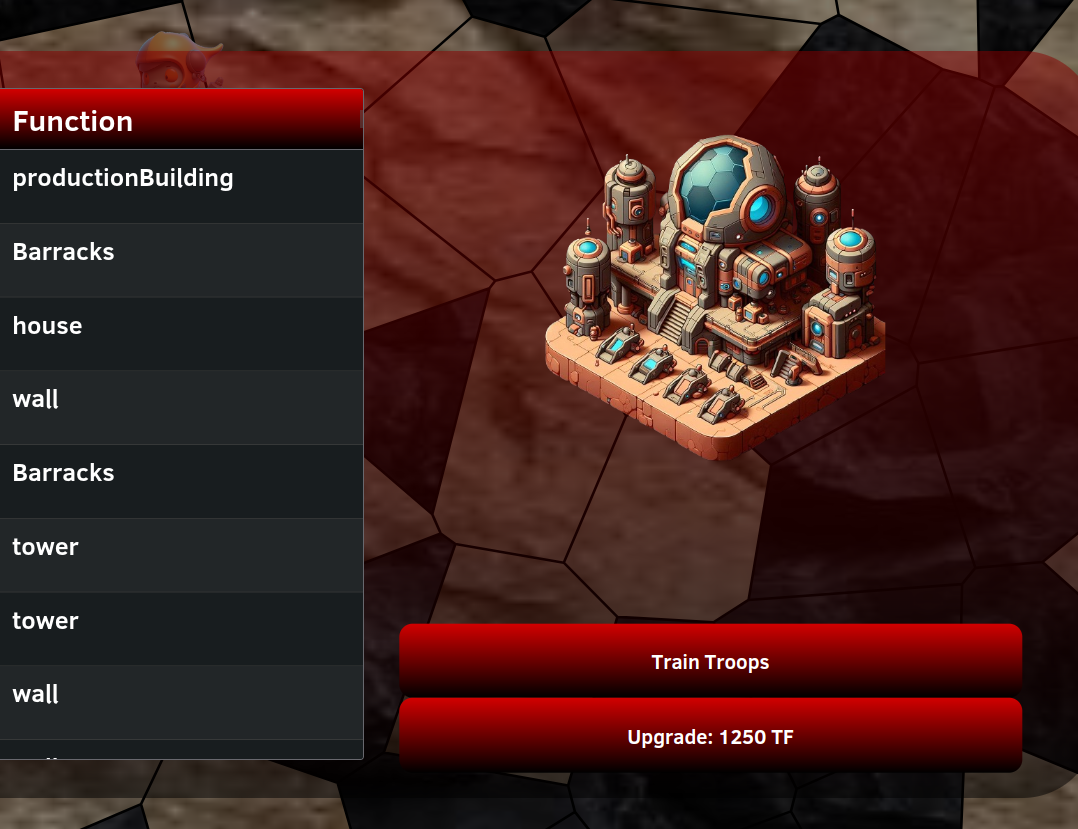 Function
productionBuilding
Barracks
house
wall
Barracks
tower
tower
wall
Train Troops
Upgrade: 1250 TF